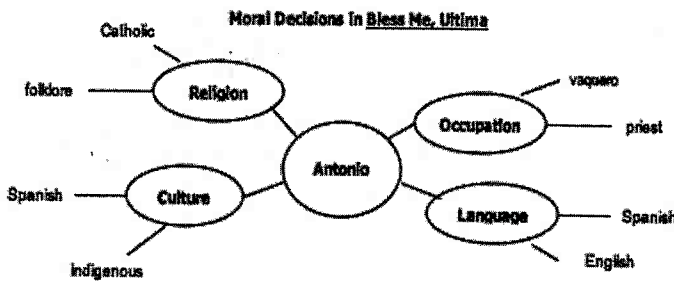 Moral Decisions in Bless Me, Ultima
Catholic
folklore
Religion
vaquero
Occupation
priest
Antonio
Spanish
Culture
Indigenous
Language
Spanish
English